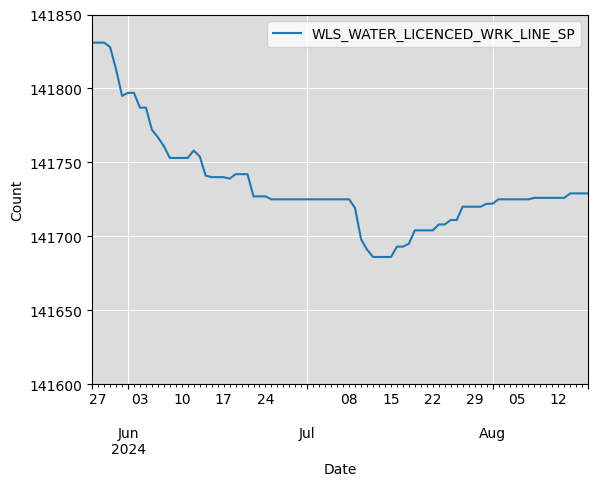 WLS_WATER_LICENCED_WRK_LINE_SP
141850
141800
141750
141700
141650
141600
Count
27 03 10 17 24 08 15 22 29 05 12
Jun Jul Aug
2024
Date